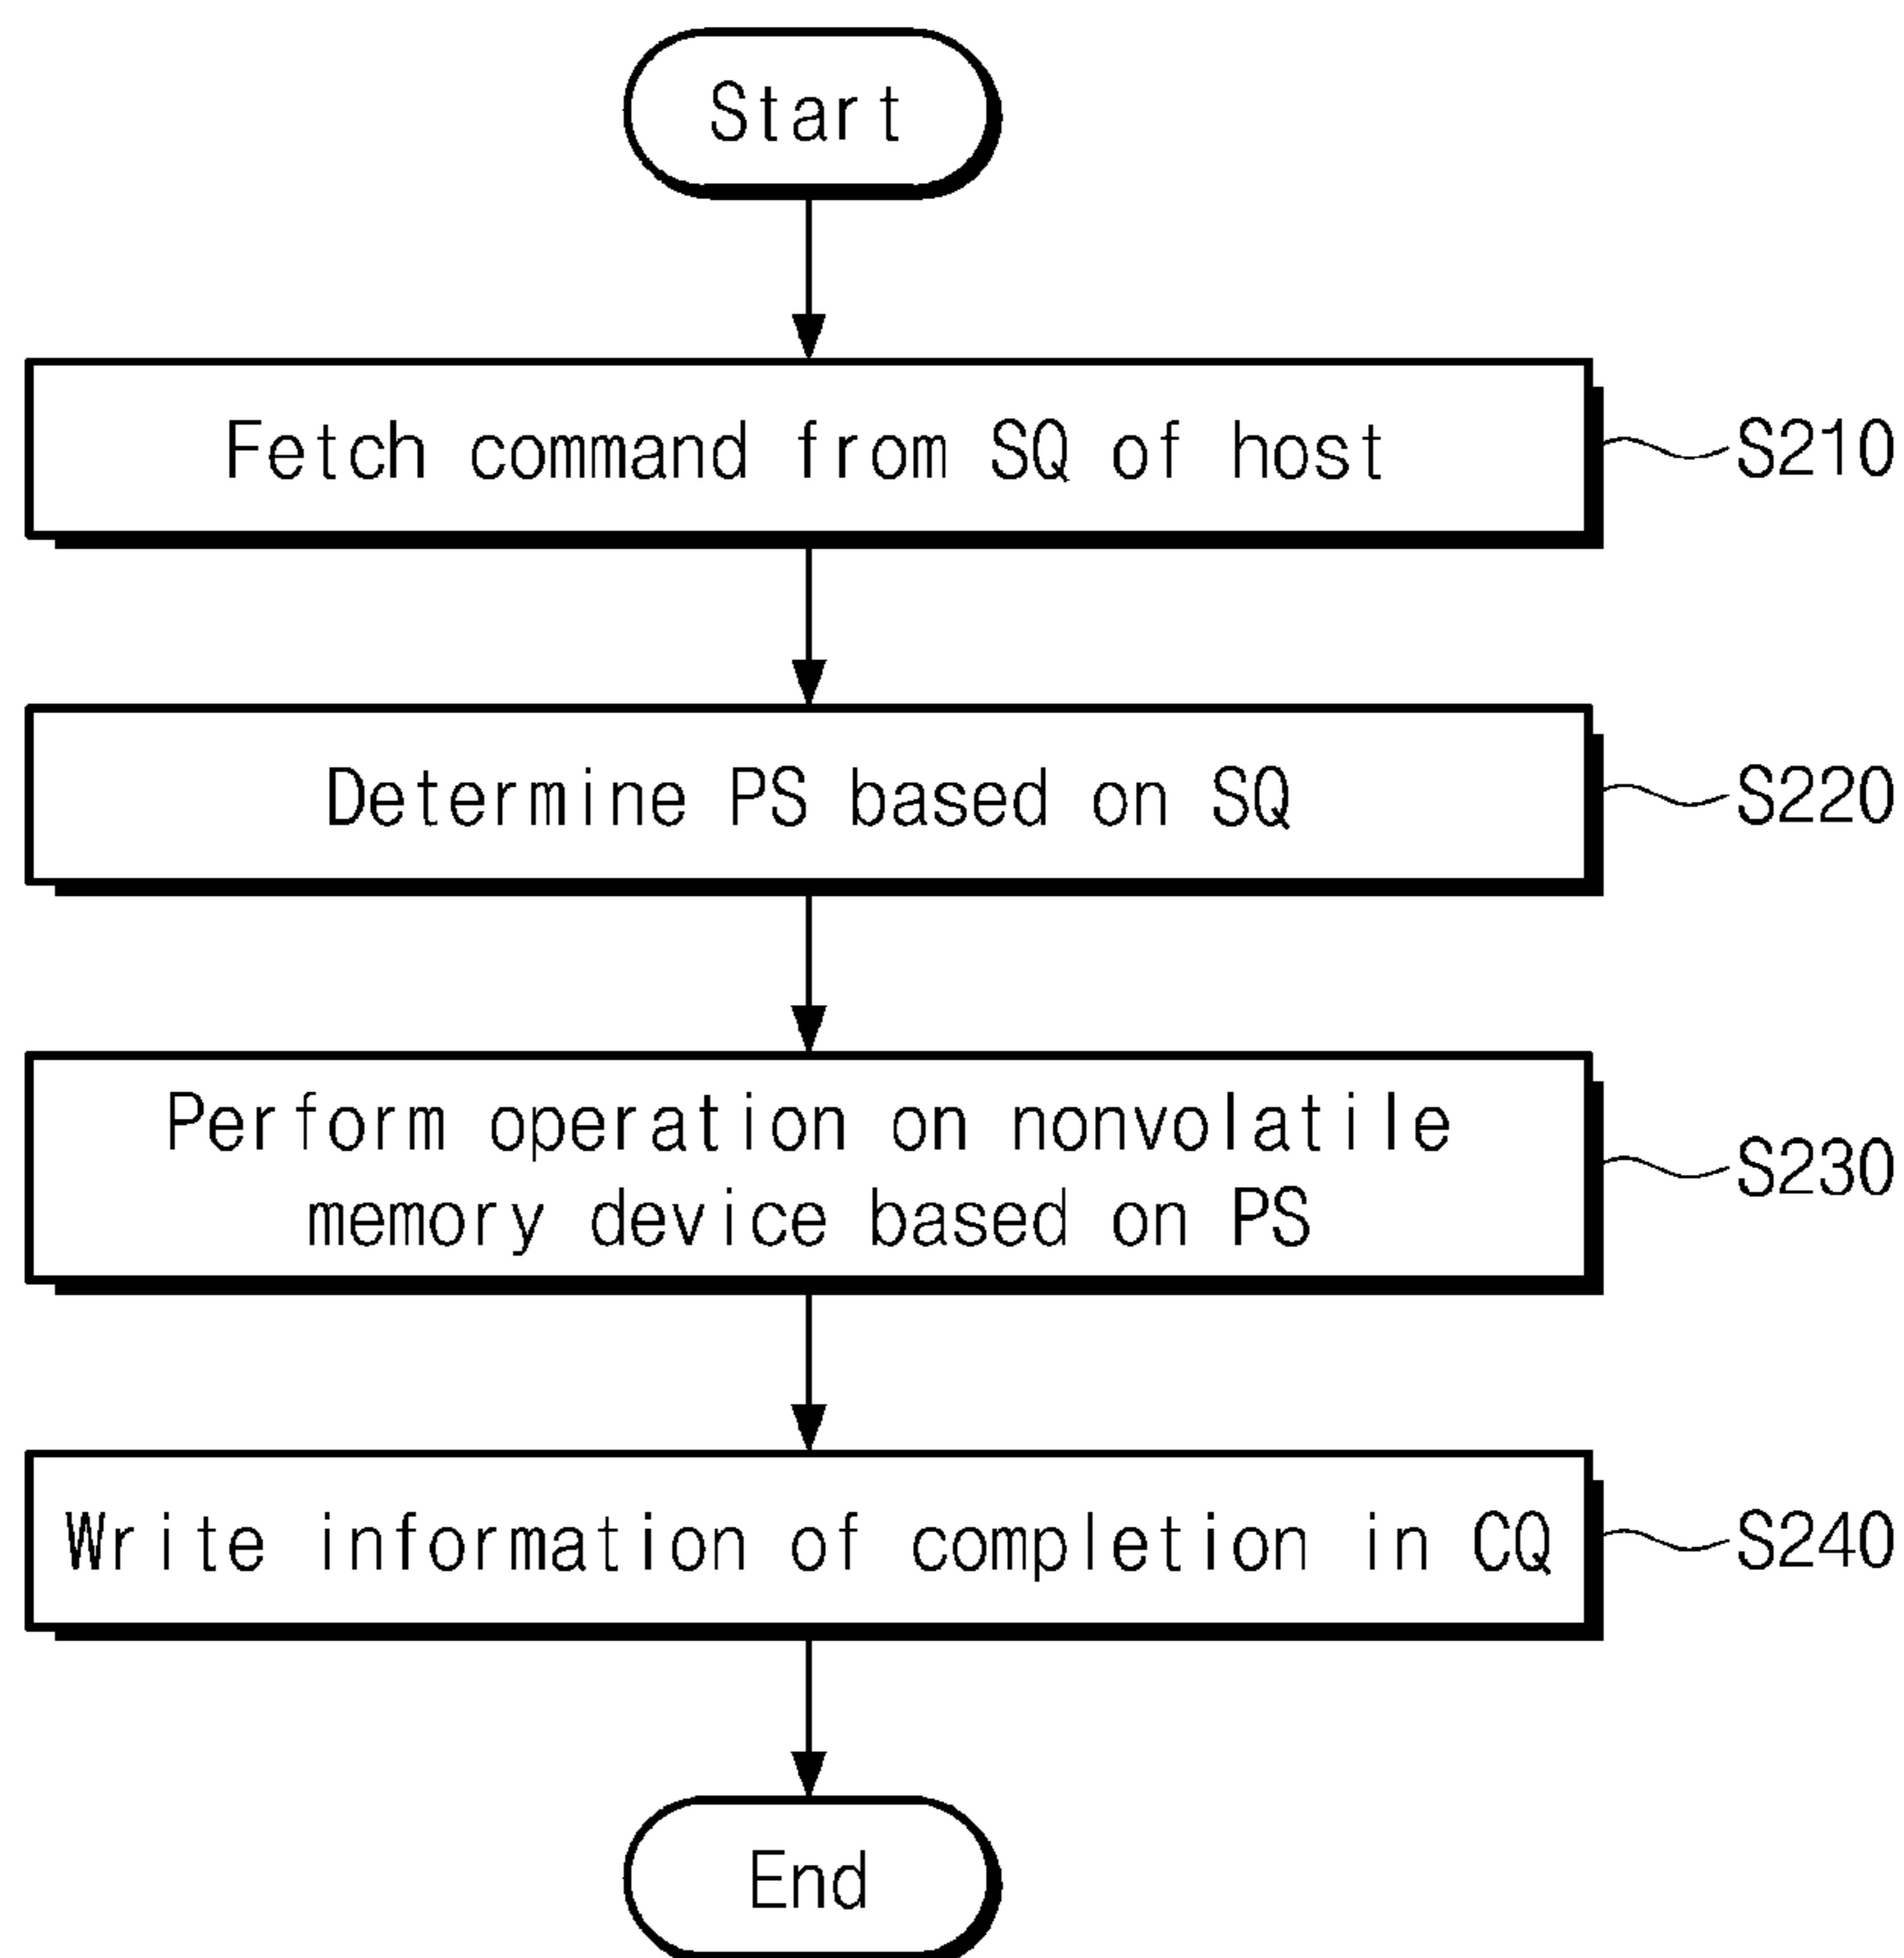 Start
Fetch command from SQ of host
S210
Determine PS based on SQ
S220
Perform operation on nonvolatile
memory device based on PS
S230
Write information of completion in CQ
S240
End